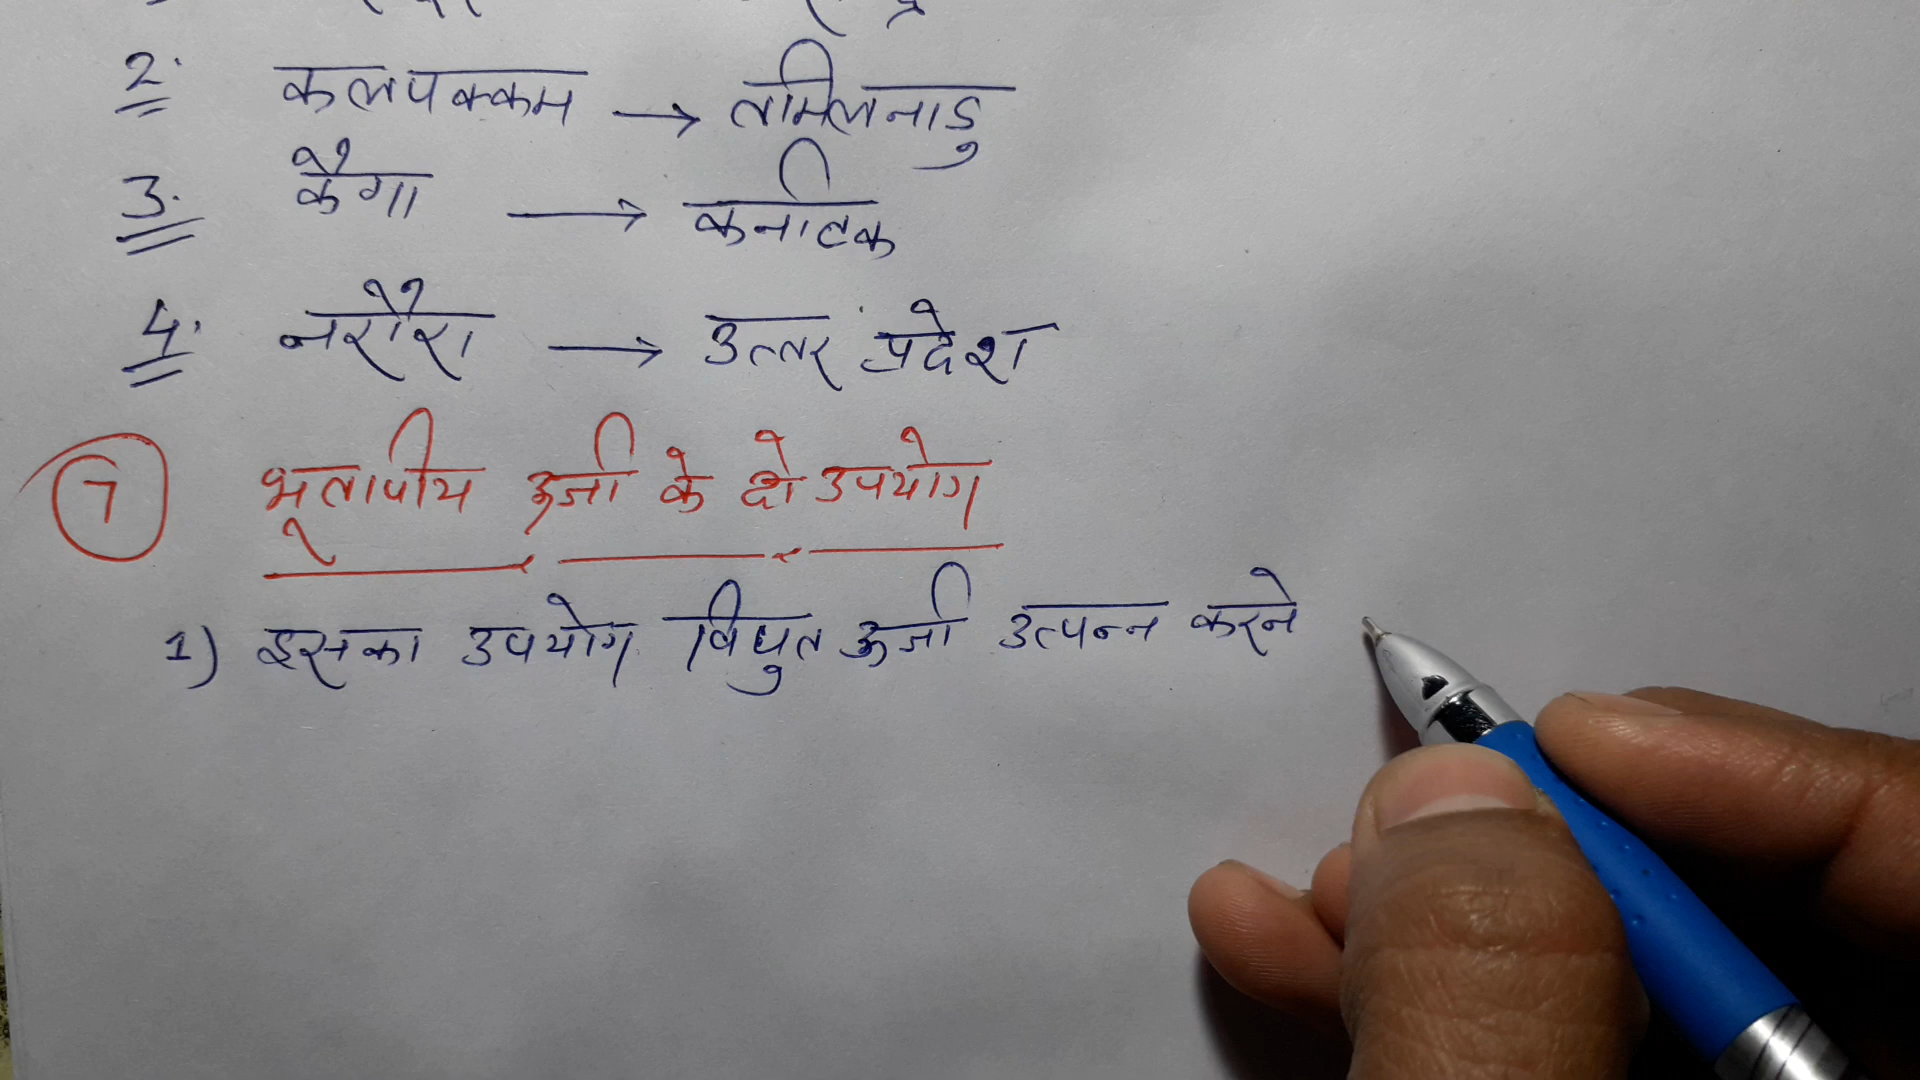 2. कलपक्कम → तमिलनाडु
3. कैगा → कर्नाटक
4. नरौरा → उत्तर प्रदेश
7 भूतापीय ऊर्जा के दो उपयोग
1) इसका उपयोग विधुत ऊर्जा उत्पन्न करने